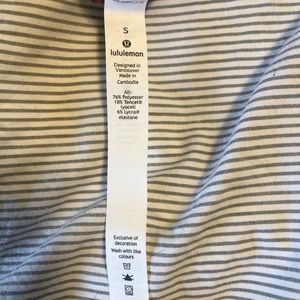 S
lululemon
Designed in
Vancouver
Made in
Cambodia
All:
76% Polyester
18% Tencel®
lyocell
6% Lycra®
elastane
Exclusive of
decoration
Wash with like
colours